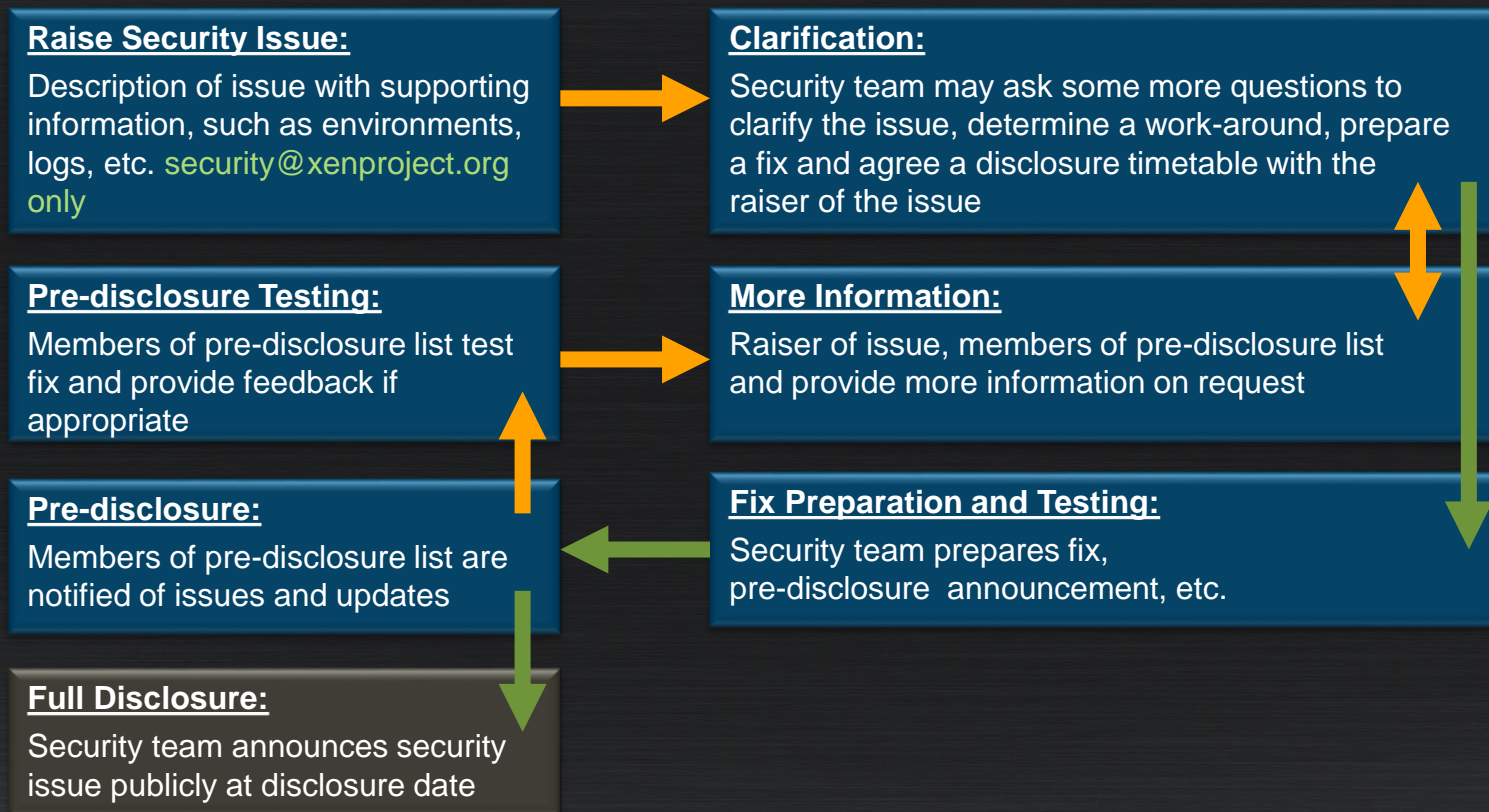 Raise Security Issue:
Description of issue with supporting
information, such as environments,
logs, etc. security@xenproject.org
only
Clarification:
Security team may ask some more questions to
clarify the issue, determine a work-around, prepare
a fix and agree a disclosure timetable with the
raiser of the issue
Pre-disclosure Testing:
Members of pre-disclosure list test
fix and provide feedback if
appropriate
More Information:
Raiser of issue, members of pre-disclosure list
and provide more information on request
Pre-disclosure:
Members of pre-disclosure list are
notified of issues and updates
Fix Preparation and Testing:
Security team prepares fix,
pre-disclosure announcement, etc.
Full Disclosure:
Security team announces security
issue publicly at disclosure date